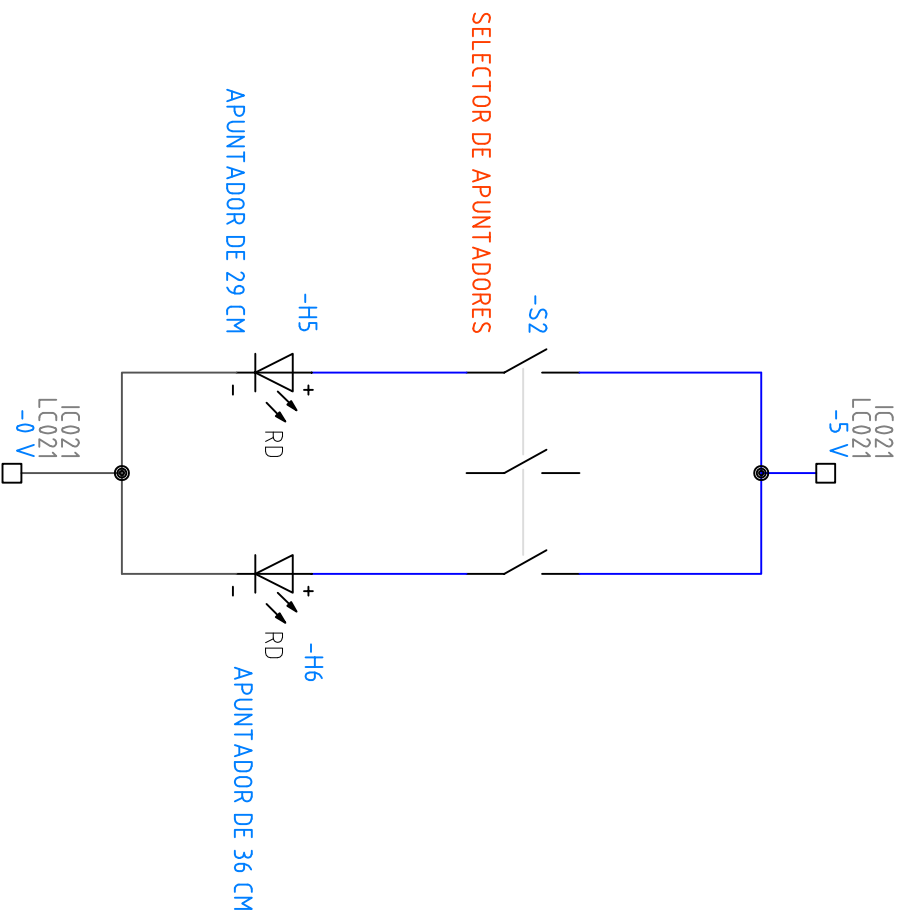 IC021
LC021
-5 V
-S2
SELECTOR DE APUNTADORES
-H5
+
RD
-
APUNTADOR DE 29 CM
-H6
+
RD
-
APUNTADOR DE 36 CM
IC021
LC021
-0 V